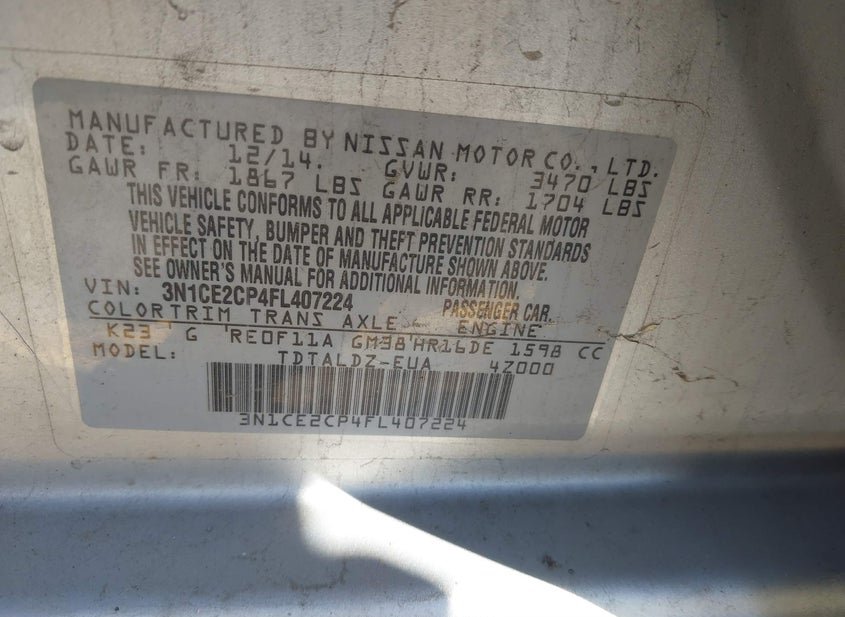 MANUFACTURED BY NISSAN MOTOR CO., LTD.
DATE: 12/14. GVWR: 3470 LBS
GAWR FR: 1867 LBS GAWR RR: 1704 LBS
THIS VEHICLE CONFORMS TO ALL APPLICABLE FEDERAL MOTOR
VEHICLE SAFETY, BUMPER AND THEFT PREVENTION STANDARDS
IN EFFECT ON THE DATE OF MANUFACTURE SHOWN ABOVE.
SEE OWNER'S MANUAL FOR ADDITIONAL INFORMATION.
VIN: 3N1CE2CP4FL407224 PASSENGER CAR.
COLOR TRIM TRANS AXLE ENGINE
K23 G RE0F11A GM38 HR16DE 1598 CC
MODEL: TDTALDZ-EUA 4Z000
3N1CE2CP4FL407224